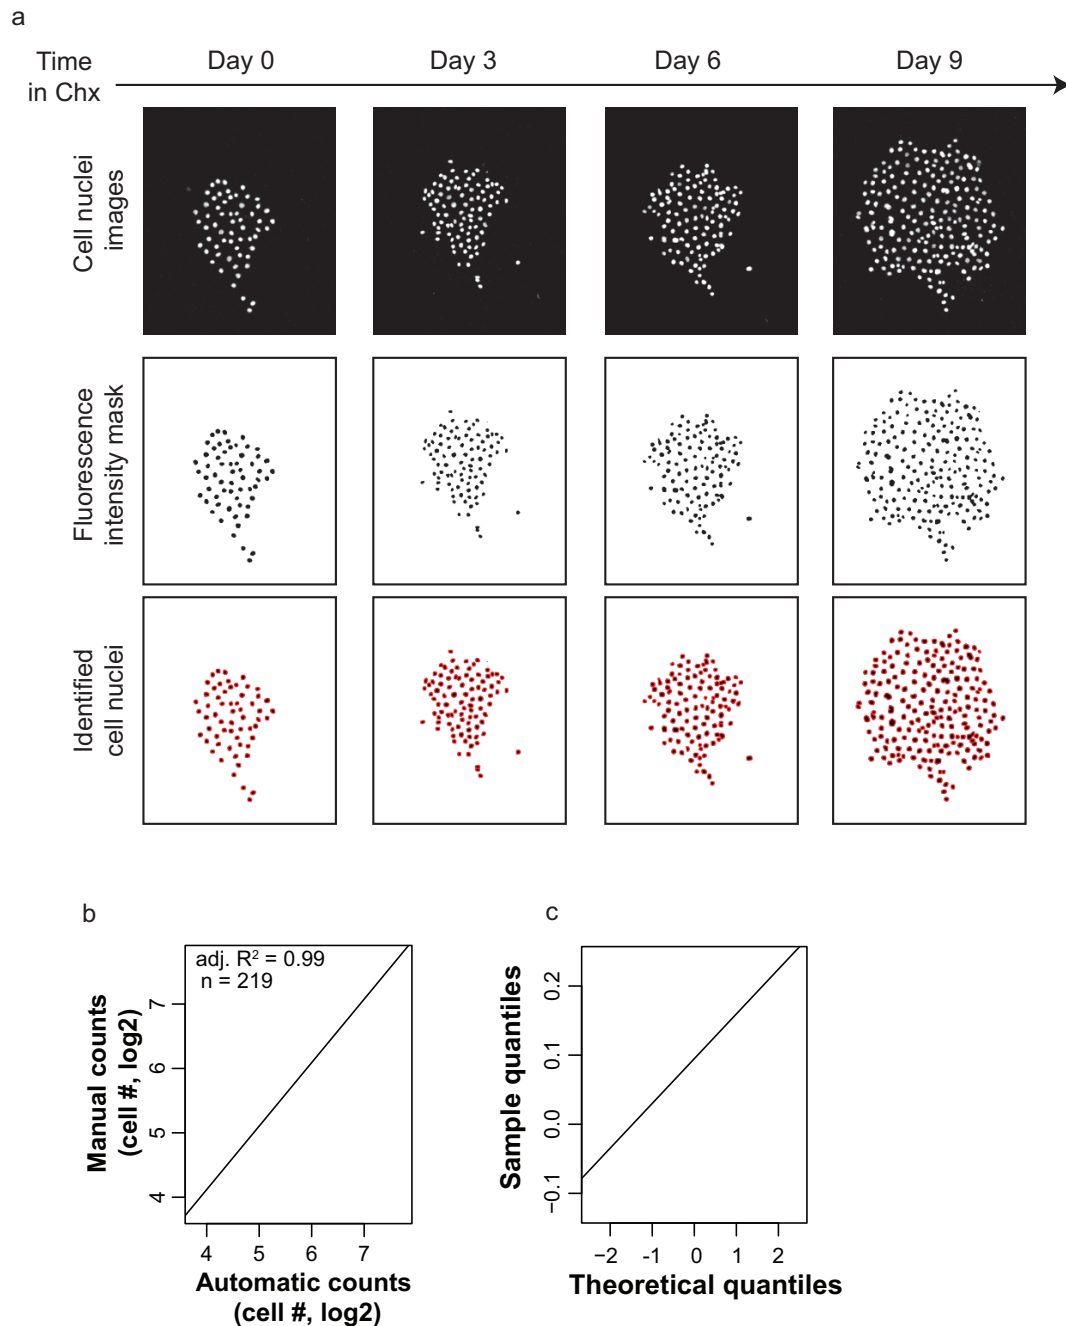 a
Time
in Chx
Day 0
Day 3
Day 6
Day 9
Cell nuclei
images
Fluorescence
intensity mask
Identified
cell nuclei
b
adj. R² = 0.99
n = 219
Manual counts
(cell #, log2)
7
6
5
4
4 5 6 7
Automatic counts
(cell #, log2)
c
Sample quantiles
0.2
0.1
0.0
−0.1
−2 -1 0 1 2
Theoretical quantiles